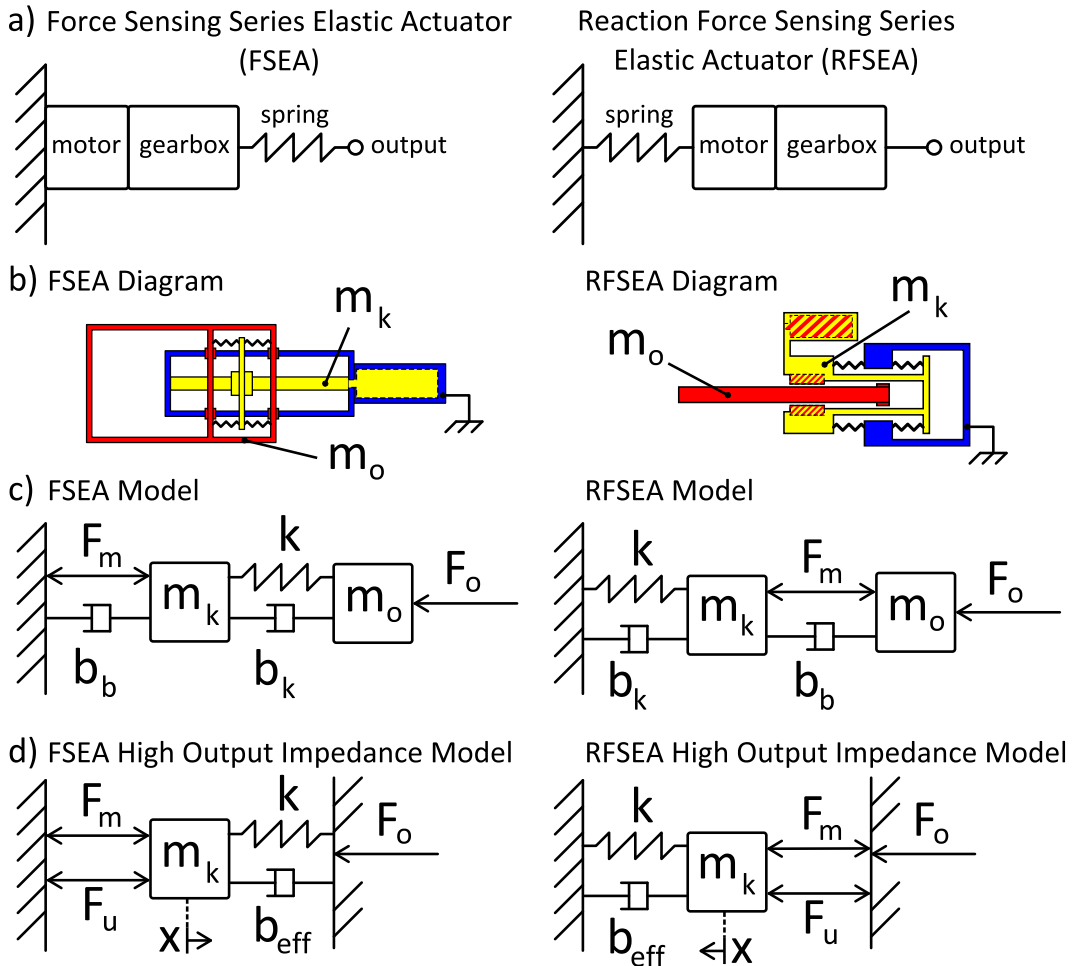 a) Force Sensing Series Elastic Actuator
(FSEA)
Reaction Force Sensing Series
Elastic Actuator (RFSEA)
motor
gearbox
spring
output
spring
motor
gearbox
output
b) FSEA Diagram
m k
m o
RFSEA Diagram
m o
m k
c) FSEA Model
F m
k
m k
m o
F o
b b
b k
RFSEA Model
k
F m
m k
m o
F o
b k
b b
d) FSEA High Output Impedance Model
F m
k
m k
F o
F u
x
b eff
RFSEA High Output Impedance Model
k
F m
m k
F o
b eff
x
F u